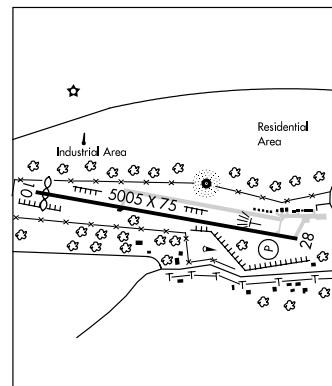 Residential
Area
Industrial Area
5005 X 75
10
28
P